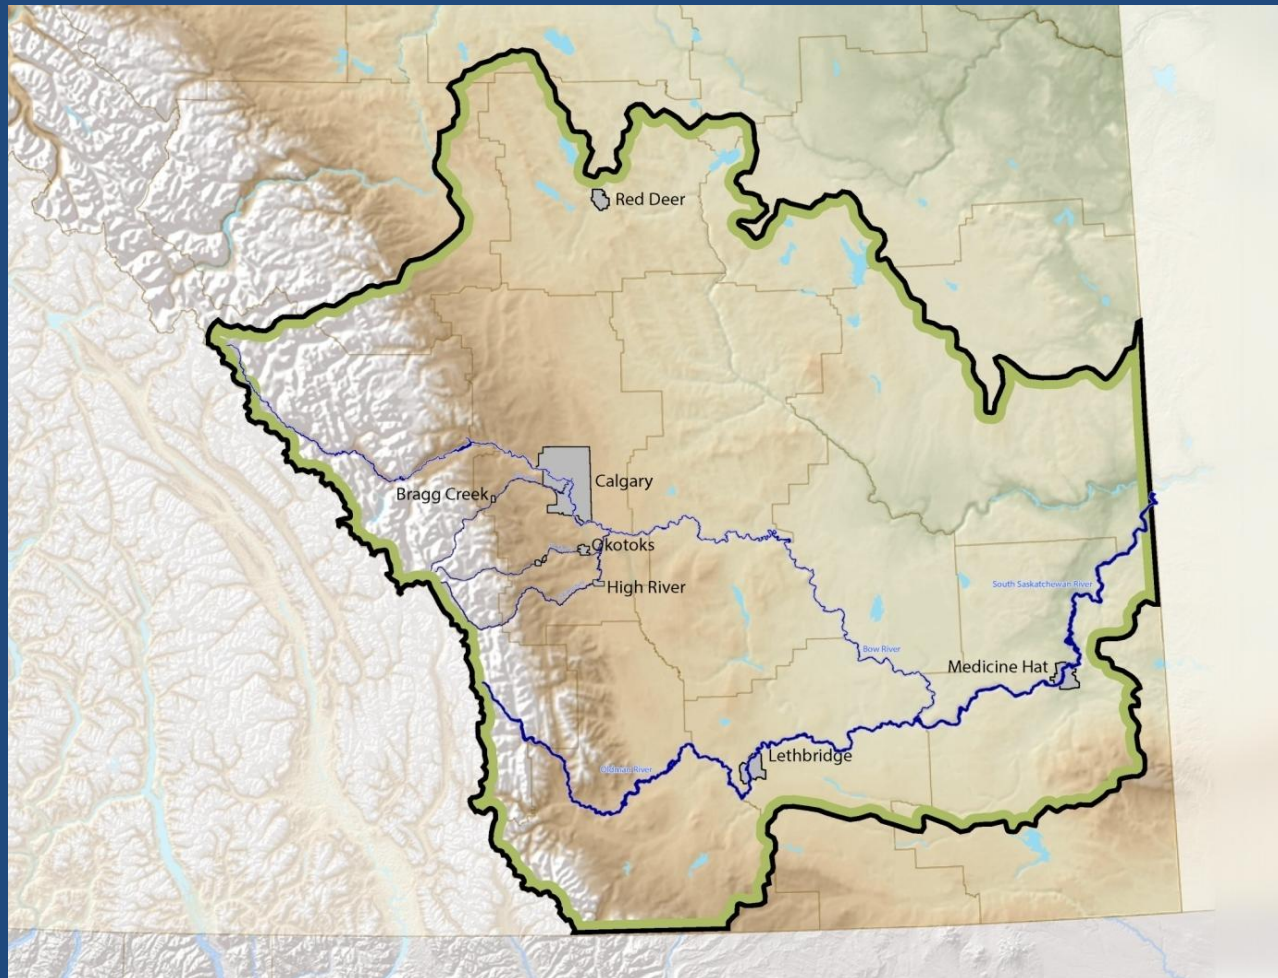 Red Deer
Calgary
Bragg Creek
Okotoks
High River
South Saskatchewan River
Bow River
Medicine Hat
Lethbridge
Oldman River